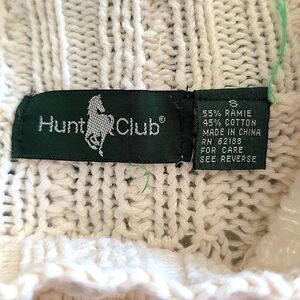 Hunt Club®
S
55% RAMIE
45% COTTON
MADE IN CHINA
RN 62188
FOR CARE
SEE REVERSE